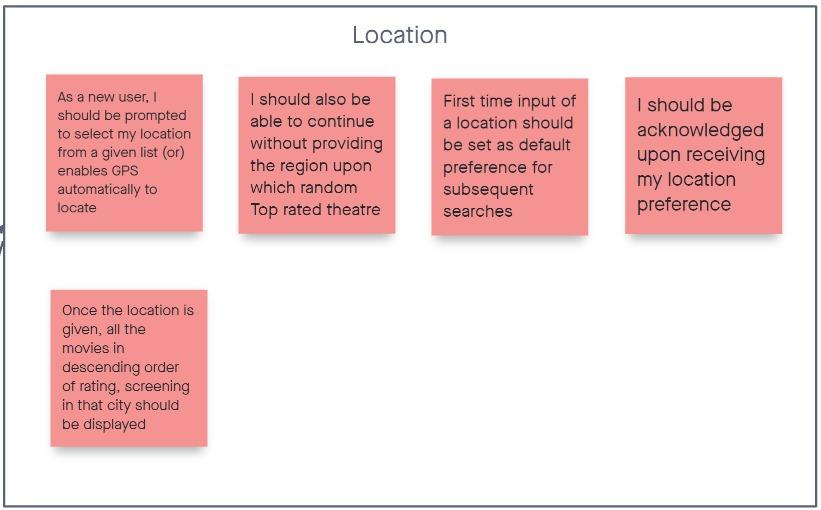 Location
As a new user, I
should be prompted
to select my location
from a given list (or)
enables GPS
automatically to
locate
I should also be
able to continue
without providing
the region upon
which random
Top rated theatre
First time input of
a location should
be set as default
preference for
subsequent
searches
I should be
acknowledged
upon receiving
my location
preference
Once the location is
given, all the
movies in
descending order
of rating, screening
in that city should
be displayed